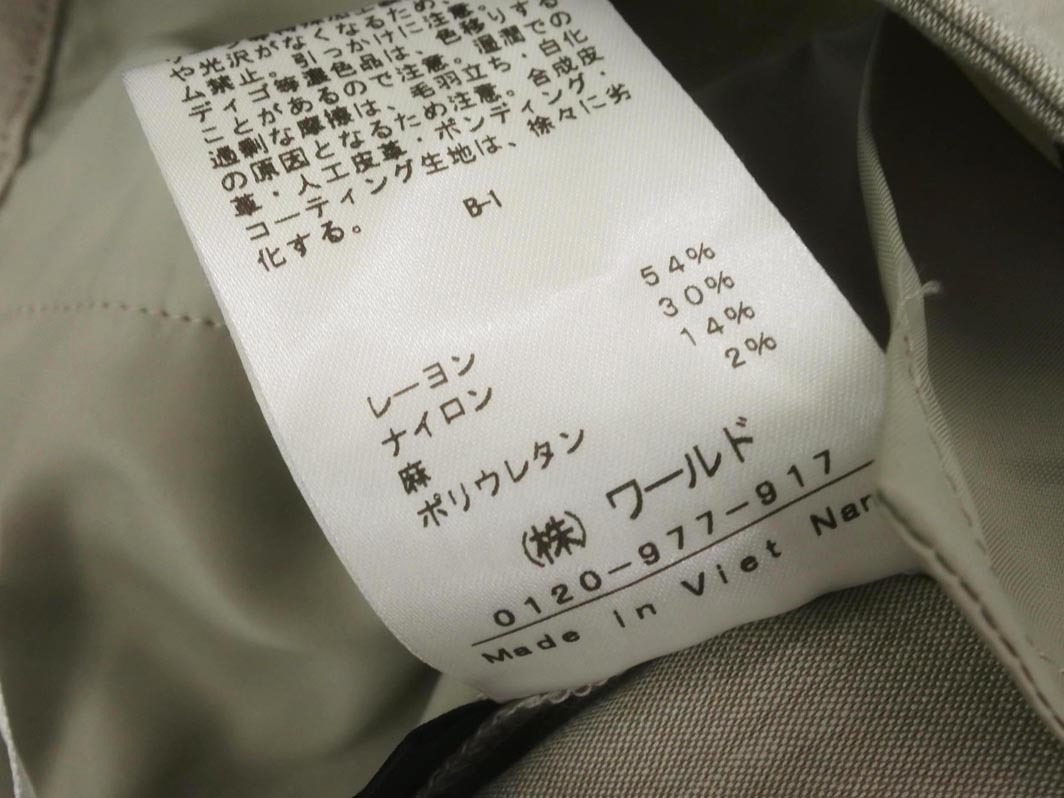 や光沢がなくなるため、
ム禁止。引っかけに注意。
ディゴ等濃色品は、色移りする
ことがあるので注意。湿潤での
過剰な摩擦は、毛羽立ち・白化
の原因となるため注意。合成皮
革・人工皮革・ボンディング・
コーティング生地は、徐々に劣
化する。
B-1
レーヨン 54%
ナイロン 30%
麻 14%
ポリウレタン 2%
(株) ワールド
0120-977-917
Made in Viet Nam